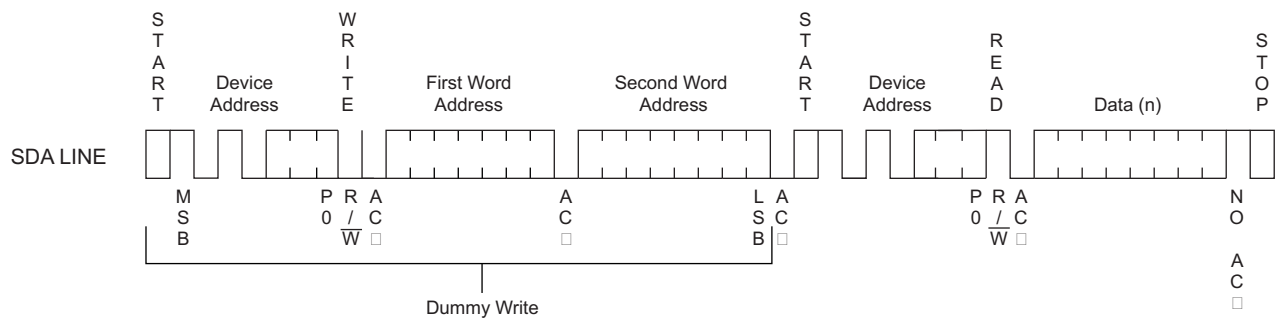 START
WRITE
START
READ
STOP
Device Address
First Word Address
Second Word Address
Device Address
Data (n)
SDA LINE
MSB
P0
R/W
AC□
AC□
LSB
AC□
P0
R/W
AC□
NO AC□
Dummy Write